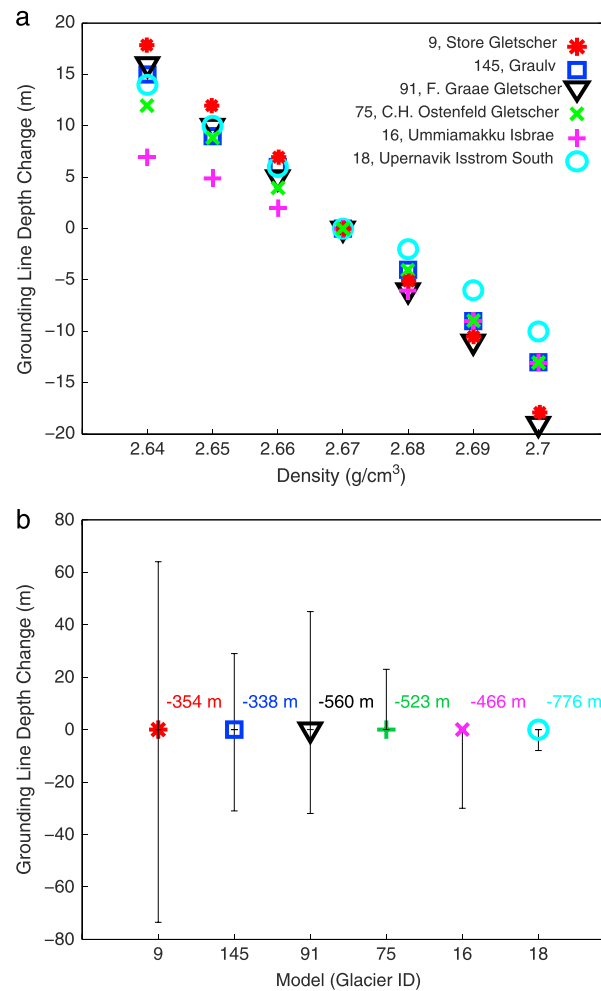 a
Grounding Line Depth Change (m)
20
15
10
5
0
−5
−10
−15
−20
9, Store Gletscher
145, Graulv
91, F. Graae Gletscher
75, C.H. Ostenfeld Gletscher
16, Ummiamakku Isbrae
18, Upernavik Isstrom South
2.64 2.65 2.66 2.67 2.68 2.69 2.7
Density (g/cm³)
b
Grounding Line Depth Change (m)
80
60
40
20
0
−20
−40
−60
−80
-354 m -338 m -560 m -523 m -466 m -776 m
9 145 91 75 16 18
Model (Glacier ID)